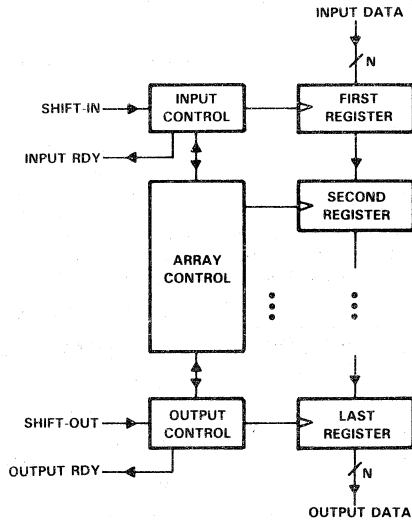 INPUT DATA
N
SHIFT-IN
INPUT
CONTROL
FIRST
REGISTER
INPUT RDY
SECOND
REGISTER
ARRAY
CONTROL
SHIFT-OUT
OUTPUT
CONTROL
LAST
REGISTER
OUTPUT RDY
N
OUTPUT DATA